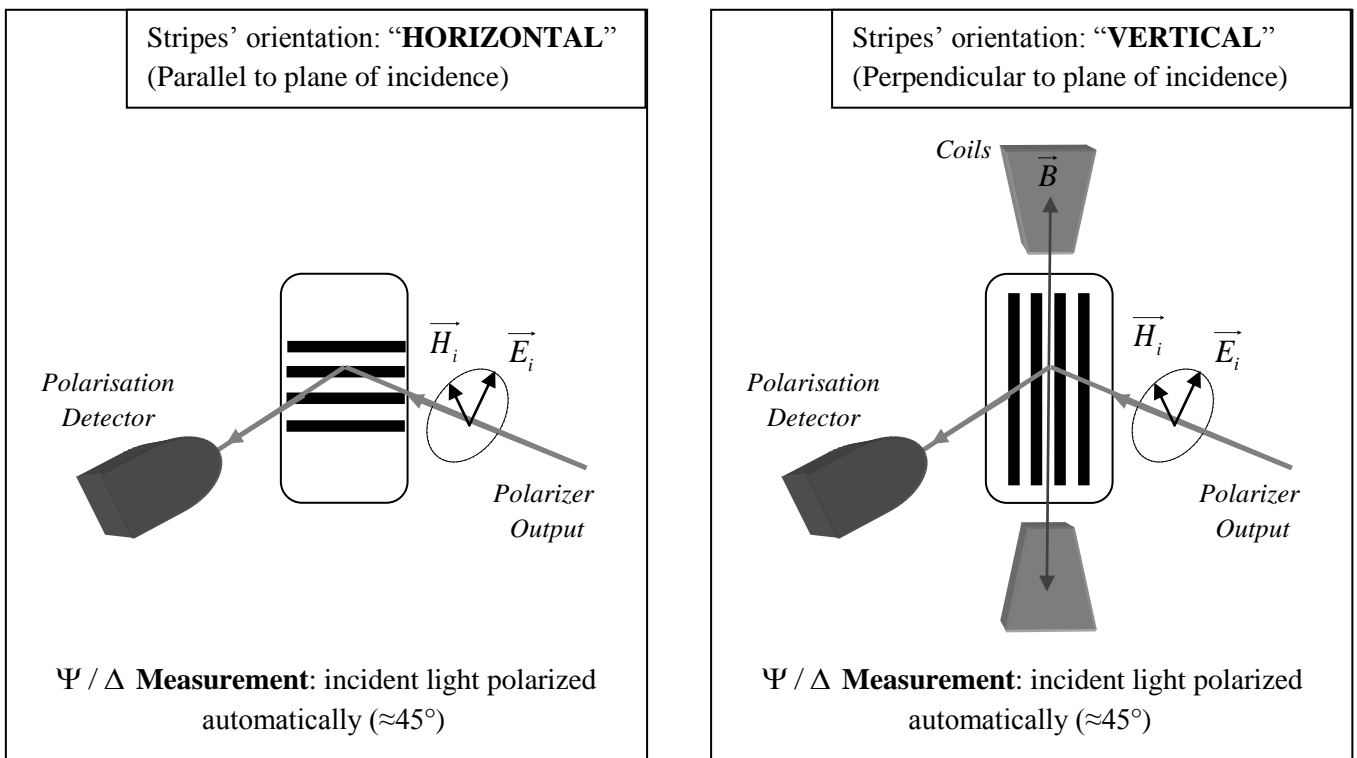 Stripes’ orientation: “HORIZONTAL”
(Parallel to plane of incidence)
H_i
E_i
Polarisation
Detector
Polarizer
Output
Ψ / Δ Measurement: incident light polarized
automatically (≈45°)
Stripes’ orientation: “VERTICAL”
(Perpendicular to plane of incidence)
Coils
B
H_i
E_i
Polarisation
Detector
Polarizer
Output
Ψ / Δ Measurement: incident light polarized
automatically (≈45°)